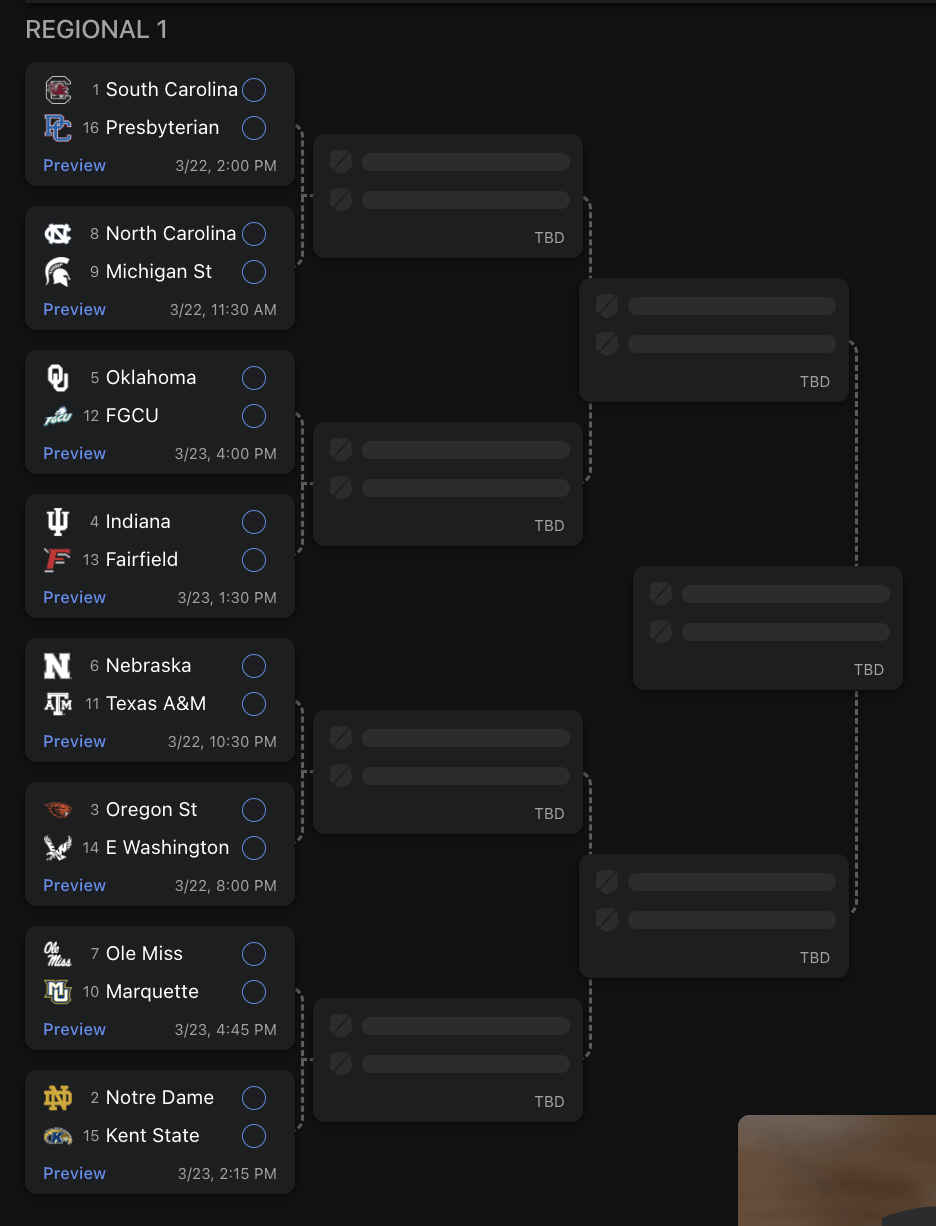 REGIONAL 1
1 South Carolina
16 Presbyterian
Preview 3/22, 2:00 PM
8 North Carolina
9 Michigan St
Preview 3/22, 11:30 AM
5 Oklahoma
FGCU 12 FGCU
Preview 3/23, 4:00 PM
4 Indiana
F 13 Fairfield
Preview 3/23, 1:30 PM
N 6 Nebraska
ATM 11 Texas A&M
Preview 3/22, 10:30 PM
3 Oregon St
14 E Washington
Preview 3/22, 8:00 PM
Ole Miss 7 Ole Miss
MU 10 Marquette
Preview 3/23, 4:45 PM
2 Notre Dame
15 Kent State
Preview 3/23, 2:15 PM
TBD
TBD
TBD
TBD
TBD
TBD
TBD